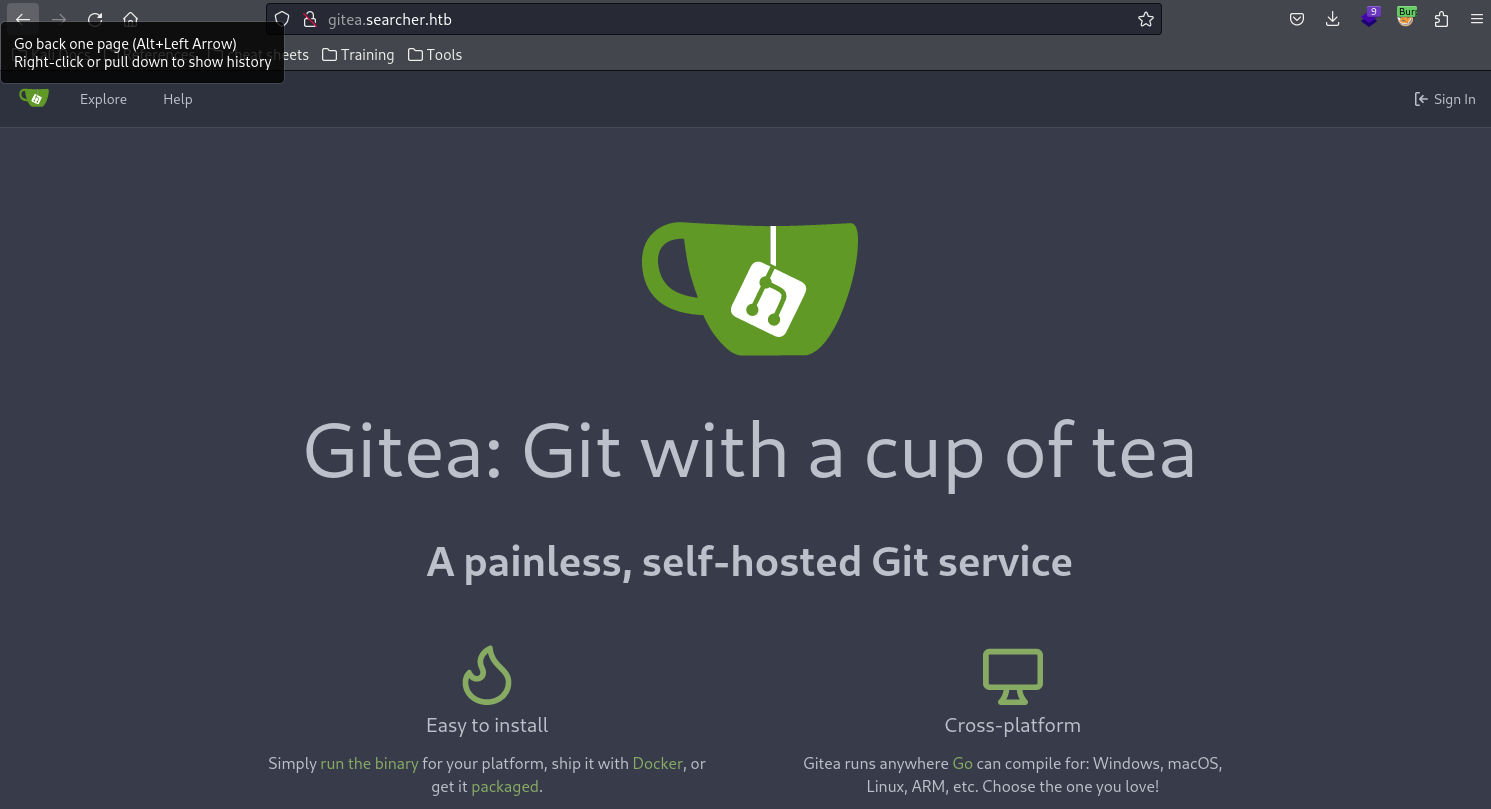 gitea.searcher.htb
9
Bur
Go back one page (Alt+Left Arrow)
Right-click or pull down to show history
sheets
Training
Tools
Explore
Help
Sign In
Gitea: Git with a cup of tea
A painless, self-hosted Git service
Easy to install
Cross-platform
Simply run the binary for your platform, ship it with Docker, or
get it packaged.
Gitea runs anywhere Go can compile for: Windows, macOS,
Linux, ARM, etc. Choose the one you love!